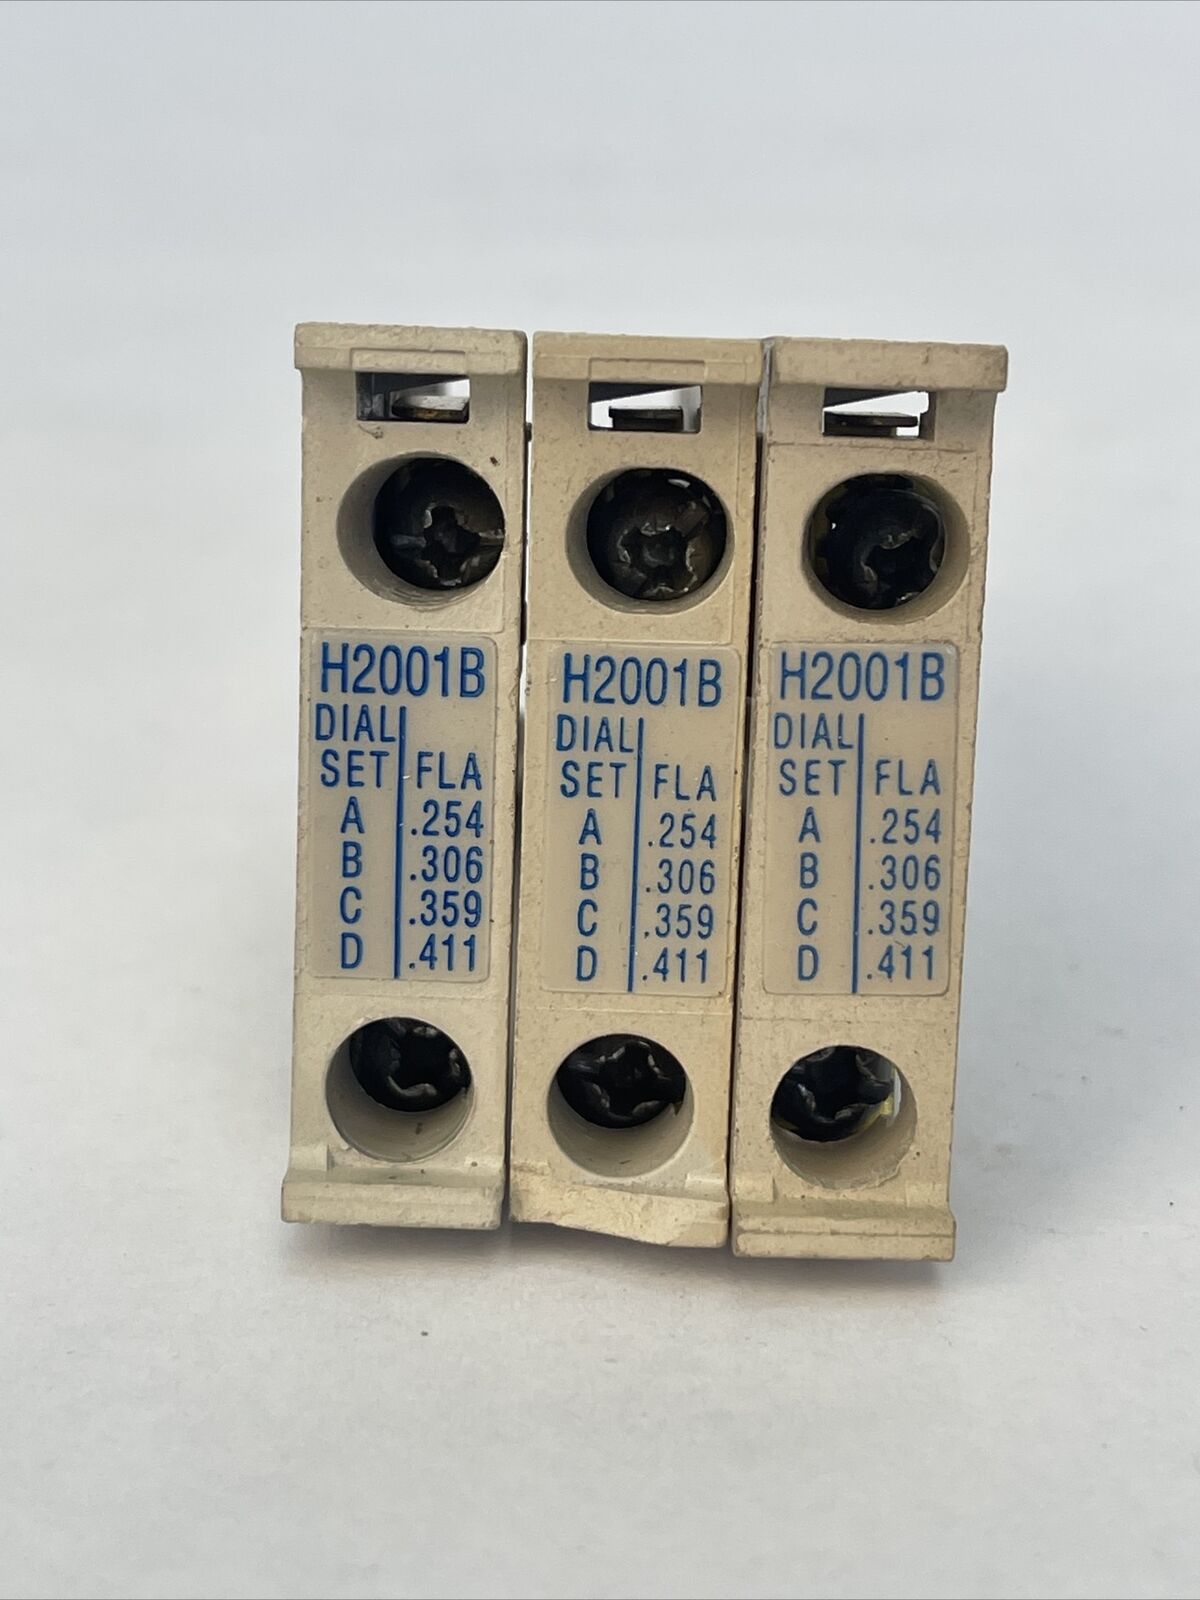 H2001B
DIAL
SET FLA
A .254
B .306
C .359
D .411
H2001B
DIAL
SET FLA
A .254
B .306
C .359
D .411
H2001B
DIAL
SET FLA
A .254
B .306
C .359
D .411